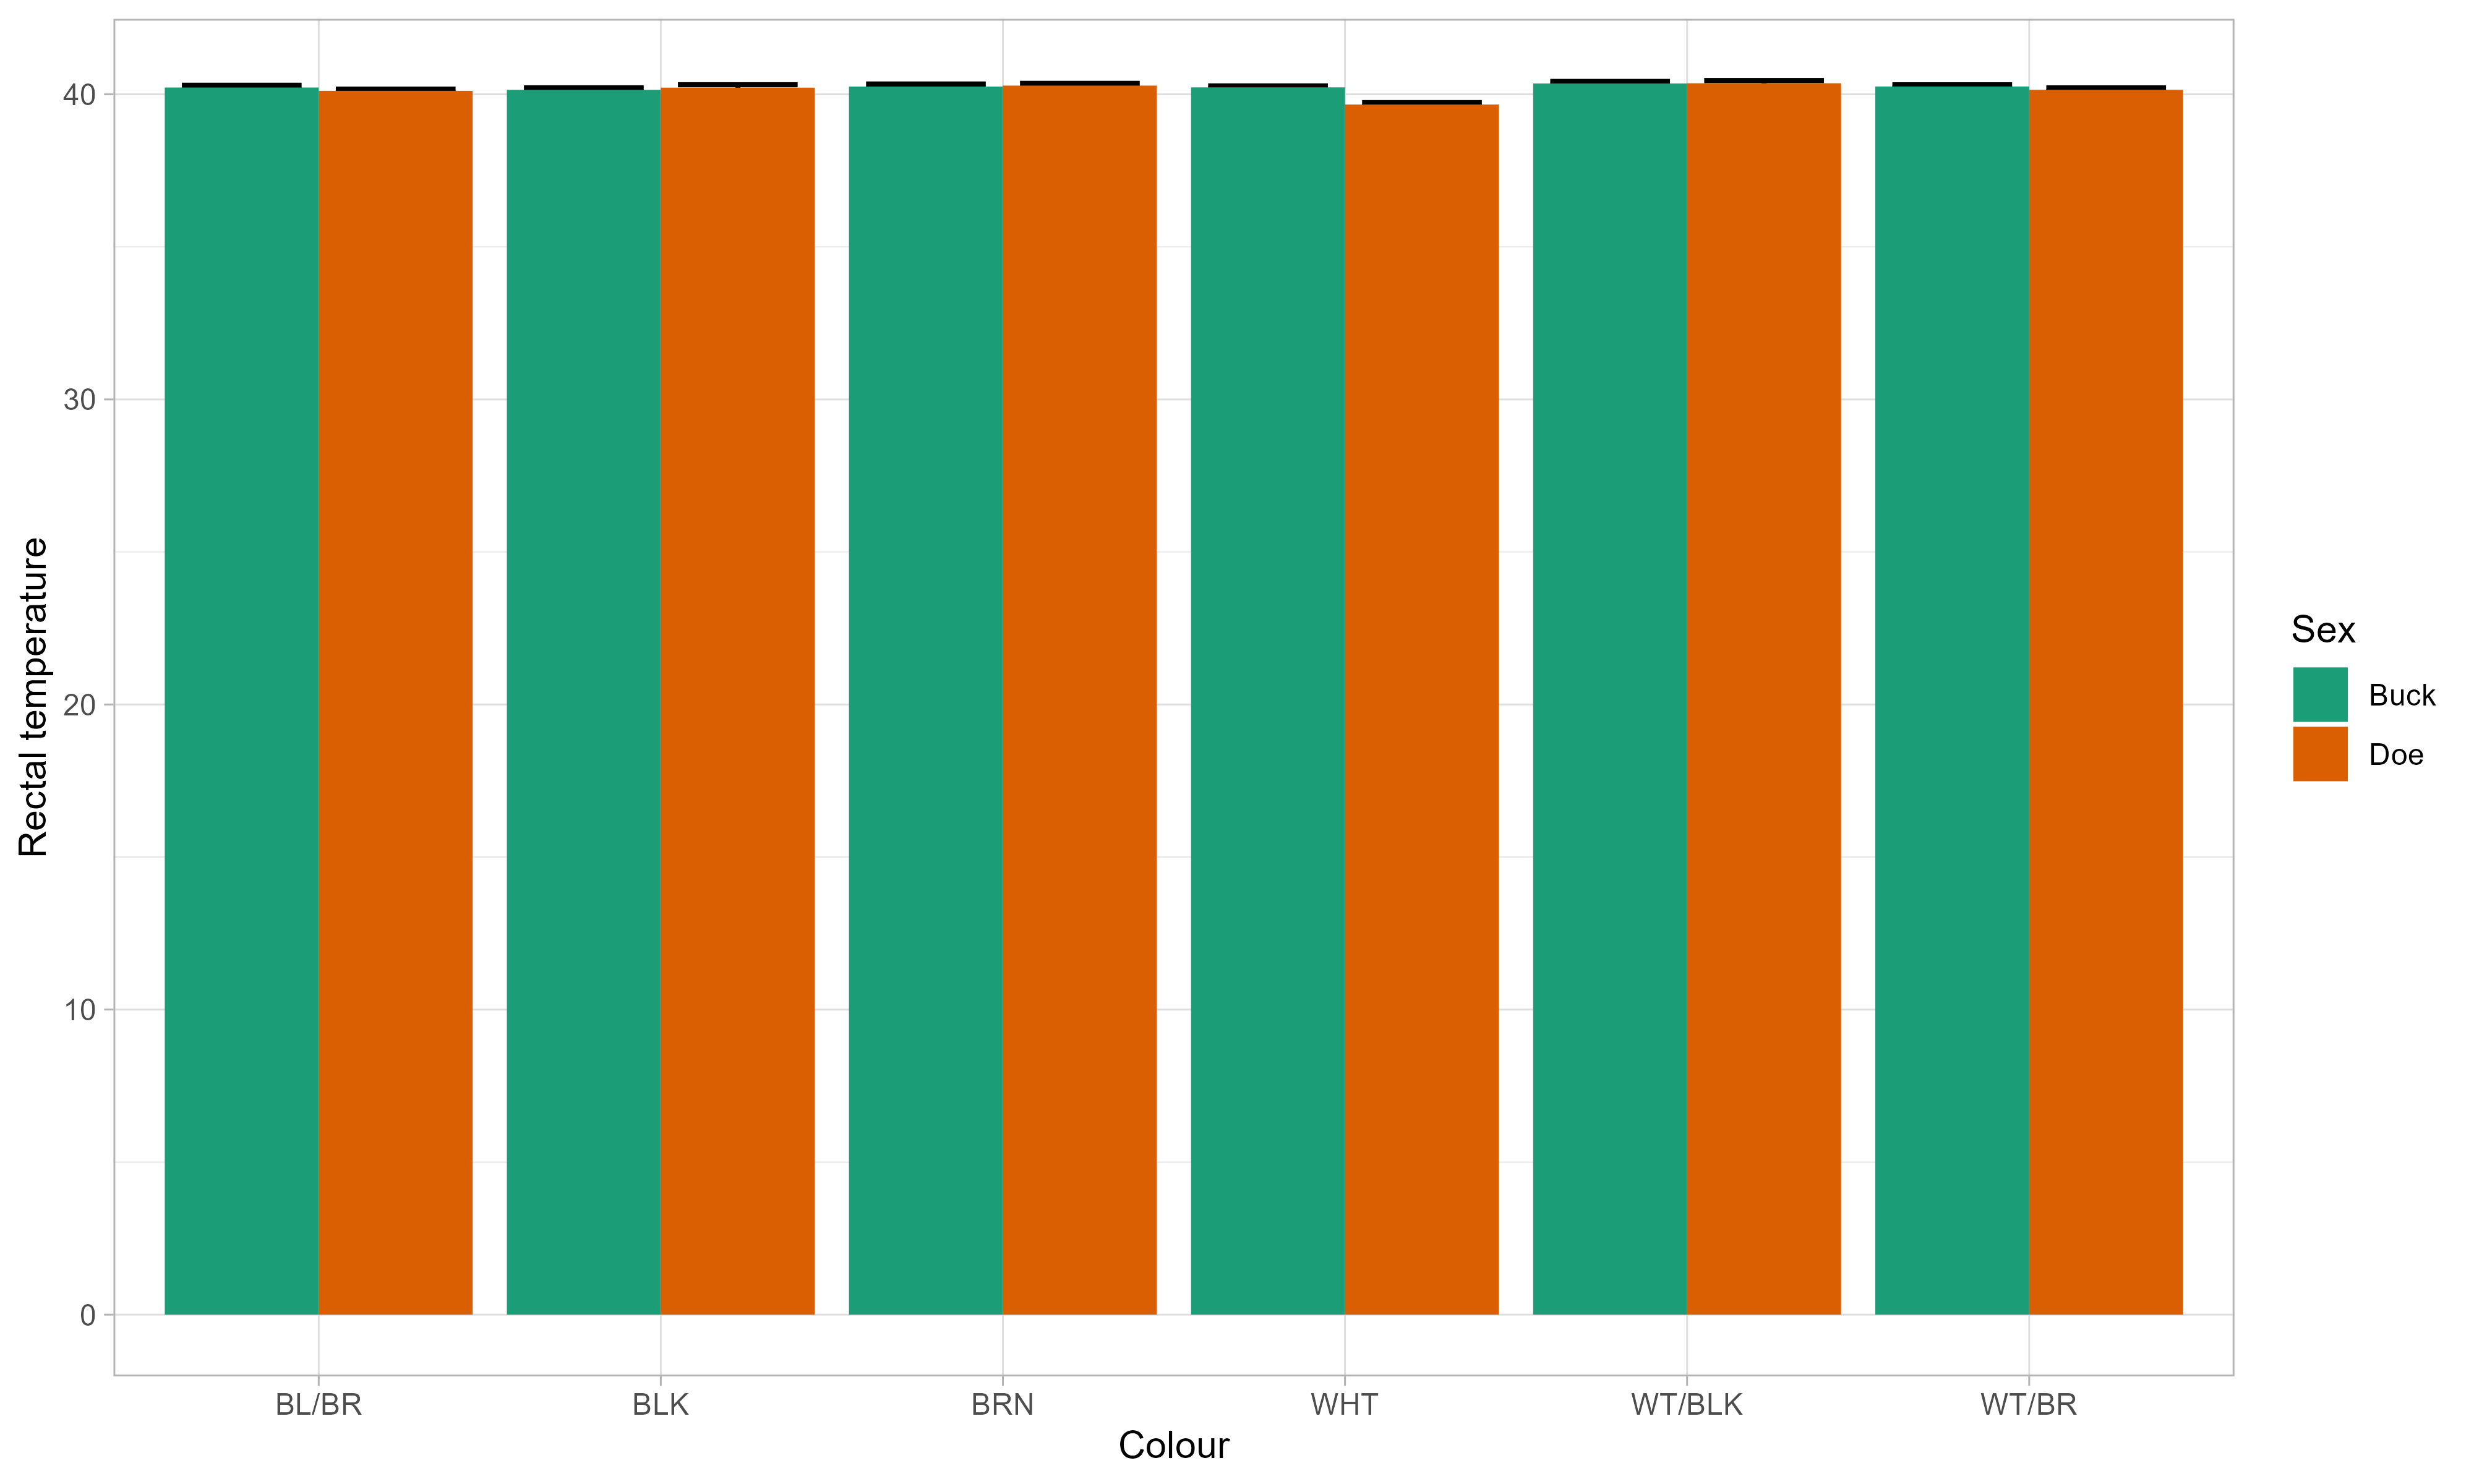 Rectal temperature
40
30
20
10
0
BL/BR
BLK
BRN
WHT
WT/BLK
WT/BR
Colour
Sex
Buck
Doe